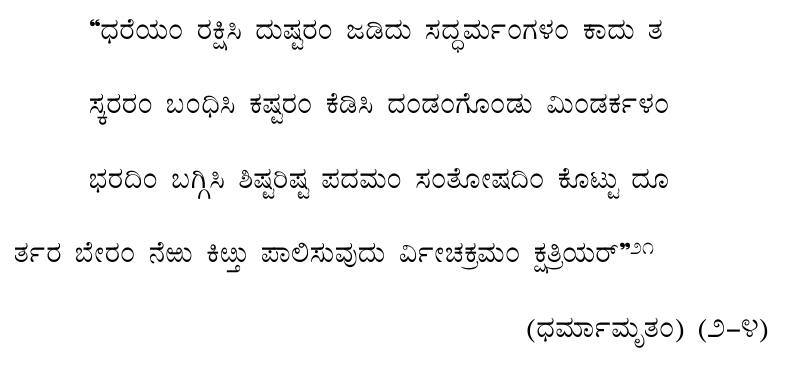 “ಧರೆಯಂ ರಕ್ಷಿಸಿ ದುಷ್ಟರಂ ಜಡಿದು ಸದ್ಧರ್ಮಂಗಳಂ ಕಾದು ತ
ಸ್ಕರರಂ ಬಂಧಿಸಿ ಕಷ್ಟರಂ ಕೆಡಿಸಿ ದಂಡಂಗೊಂಡು ಮಿಂಡರ್ಕಳಂ
ಭರದಿಂ ಬಗ್ಗಿಸಿ ಶಿಷ್ಟರಿಷ್ಟ ಪದಮಂ ಸಂತೋಷದಿಂ ಕೊಟ್ಟು ದೂ
ರ್ತರ ಬೇರಂ ನೆಱು ಕಿೞ್ತು ಪಾಲಿಸುವುದು ರ್ವೀಚಕ್ರಮಂ ಕ್ಷತ್ರಿಯರ್”೨೧
(ಧರ್ಮಾಮೃತಂ) (೨–೪)